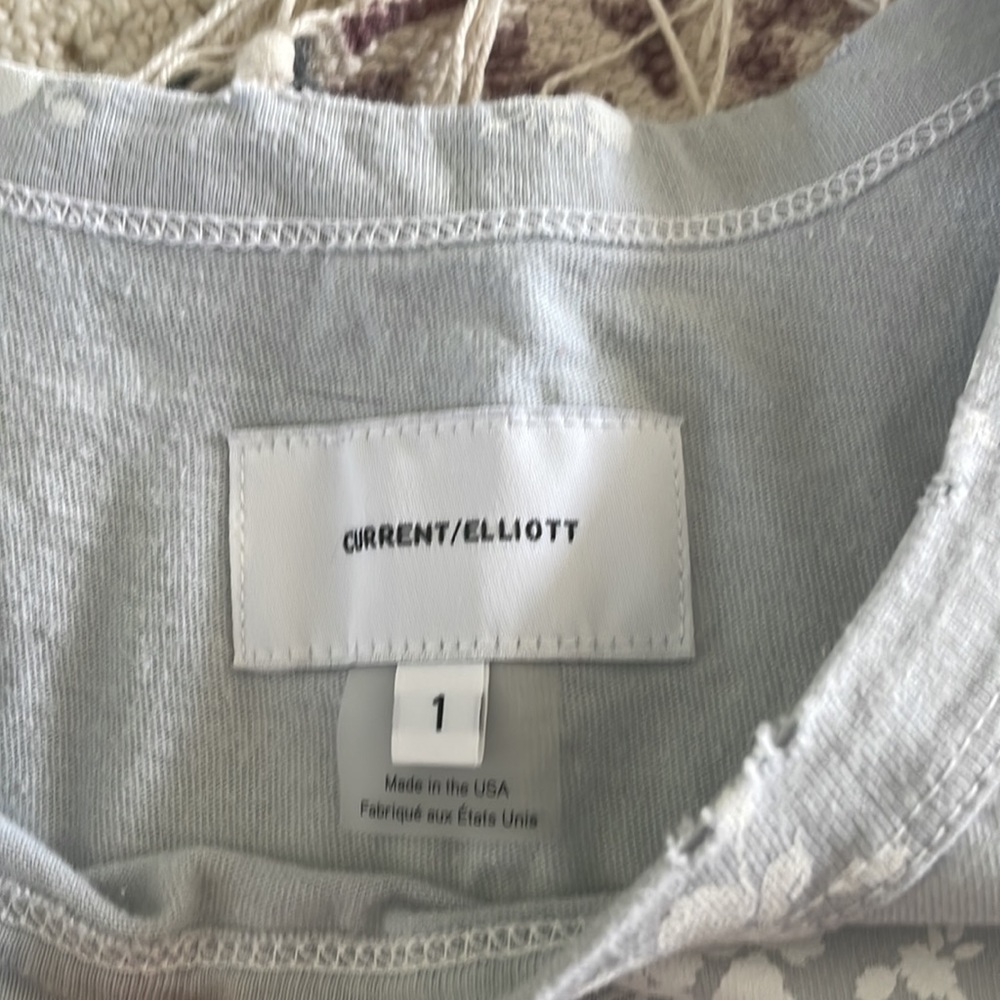 CURRENT/ELLIOTT
1
Made in the USA
Fabriqué aux États Unis